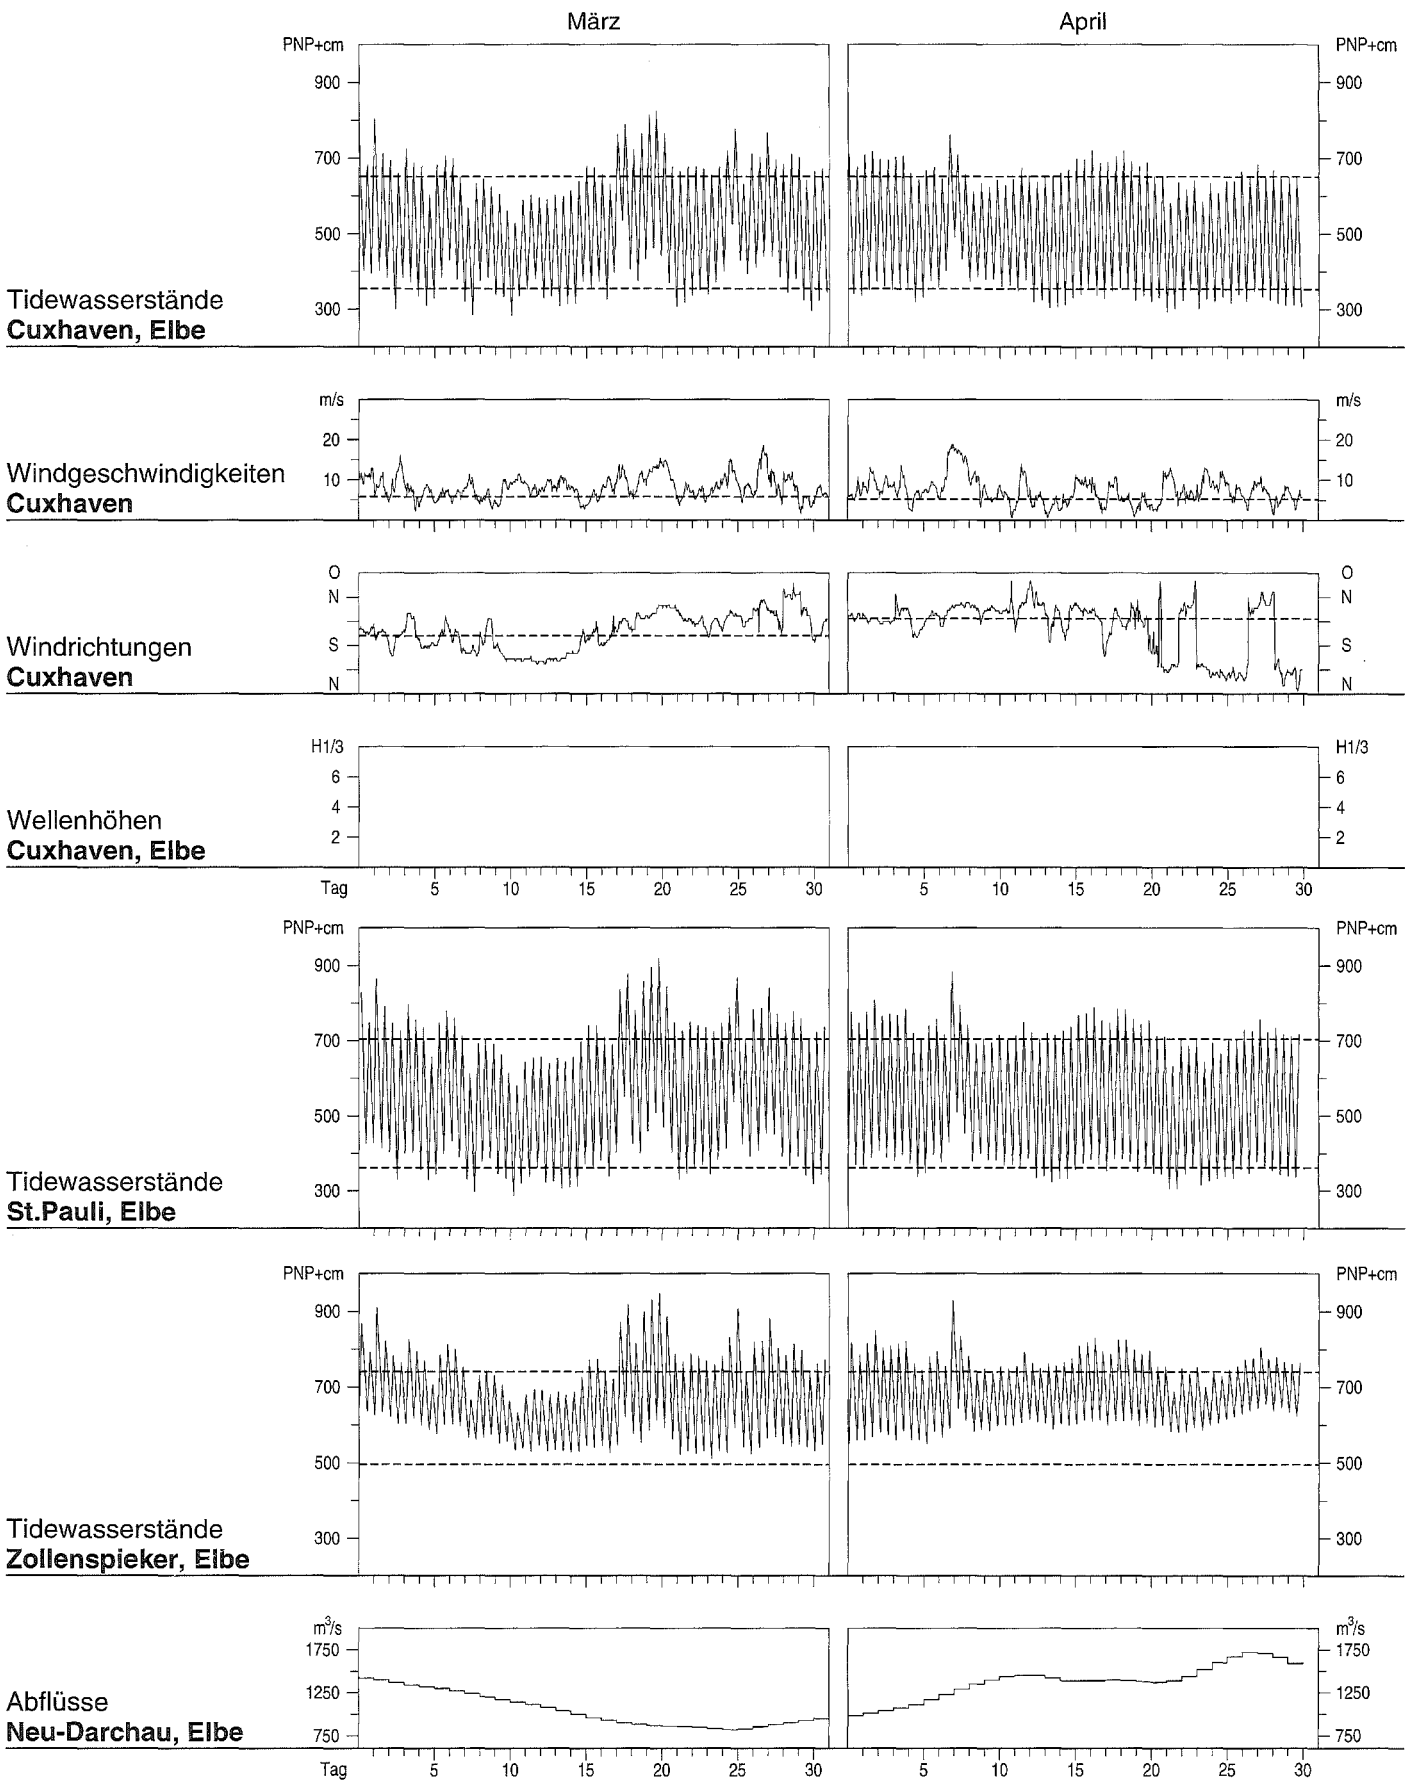 März April
PNP+cm PNP+cm
900 900
700 700
500 500
300 300
Tidewasserstände
Cuxhaven, Elbe
m/s m/s
20 20
10 10
Windgeschwindigkeiten
Cuxhaven
O O
N N
S S
N N
Windrichtungen
Cuxhaven
H1/3 H1/3
6 6
4 4
2 2
Wellenhöhen
Cuxhaven, Elbe
Tag 5 10 15 20 25 30 5 10 15 20 25 30
PNP+cm PNP+cm
900 900
700 700
500 500
300 300
Tidewasserstände
St.Pauli, Elbe
PNP+cm PNP+cm
900 900
700 700
500 500
300 300
Tidewasserstände
Zollenspieker, Elbe
m³/s m³/s
1750 1750
1250 1250
750 750
Abflüsse
Neu-Darchau, Elbe
Tag 5 10 15 20 25 30 5 10 15 20 25 30